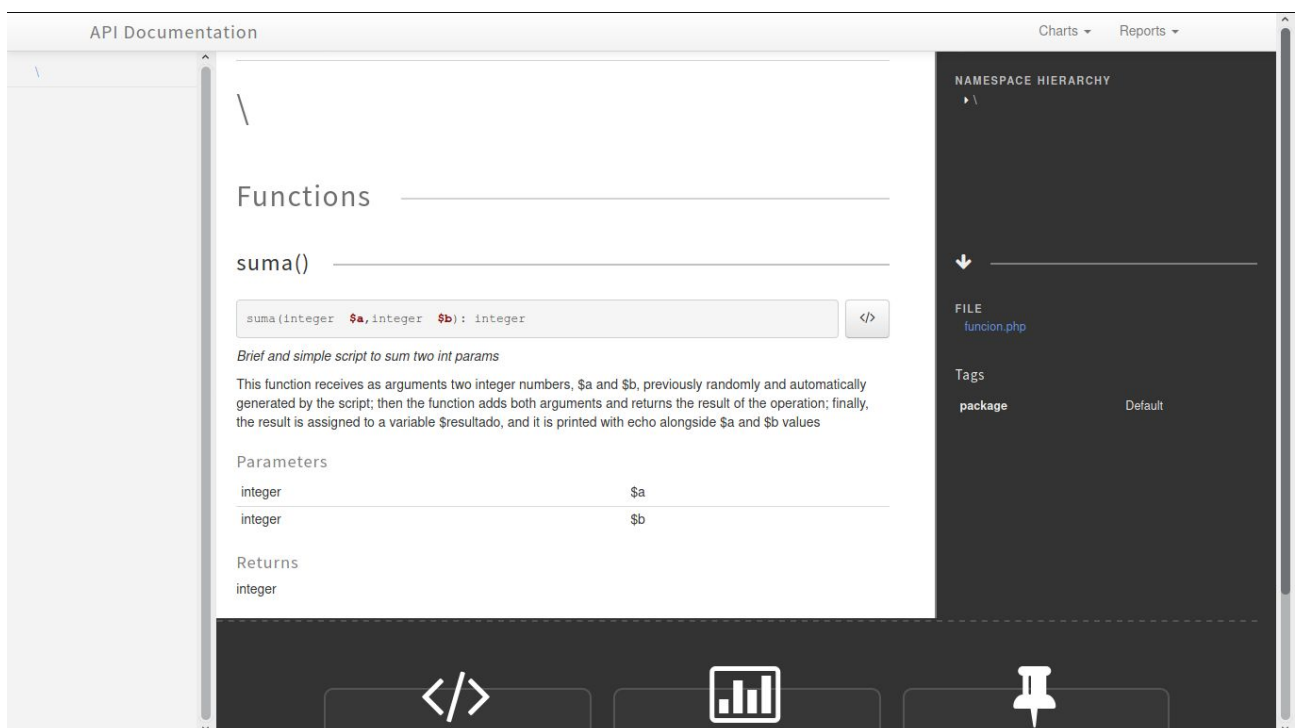 API Documentation
Charts
Reports
\
\
Functions
suma()
suma(integer $a,integer $b): integer
</>
Brief and simple script to sum two int params
This function receives as arguments two integer numbers, $a and $b, previously randomly and automatically
generated by the script; then the function adds both arguments and returns the result of the operation; finally,
the result is assigned to a variable $resultado, and it is printed with echo alongside $a and $b values
Parameters
integer $a
integer $b
Returns
integer
NAMESPACE HIERARCHY
\
FILE
funcion.php
Tags
package Default
</>